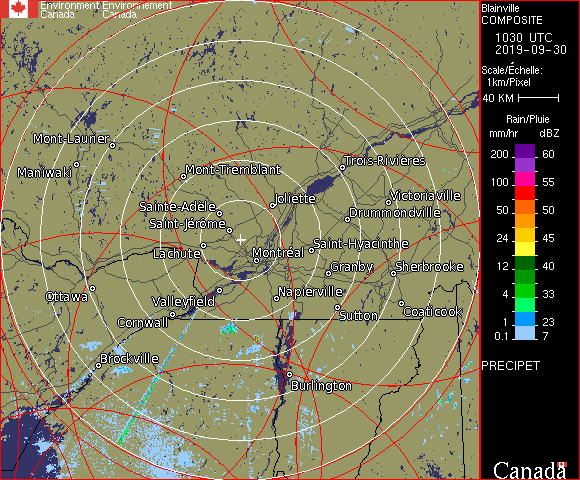 Environment Environnement
Canada Canada
Blainville
COMPOSITE
1030 UTC
2019-09-30
Scale/Échelle:
1km/Pixel
40 KM
Rain/Pluie
mm/hr dBZ
200 60
100 55
50 50
24 45
12 40
4 33
1 23
0.1 7
PRECIPET
Canada
Mont-Laurier
Maniwaki
Mont-Tremblant
Trois-Rivières
Joliette
Victoriaville
Sainte-Adèle
Drummondville
Saint-Jérôme
Saint-Hyacinthe
Lachute
Montréal
Granby
Sherbrooke
Ottawa
Valleyfield
Napierville
Cornwall
Sutton
Coaticook
Brockville
Burlington